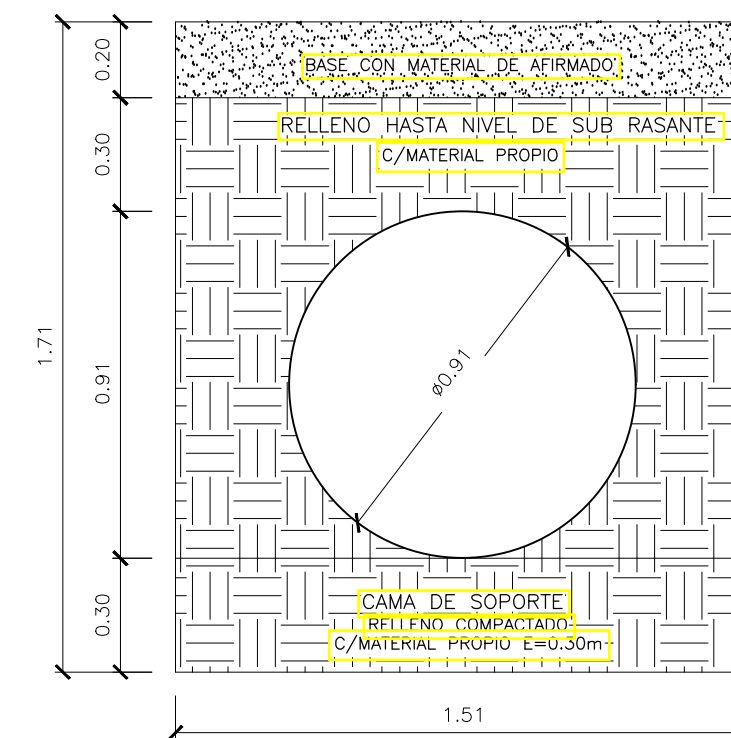 0.20
BASE CON MATERIAL DE AFIRMADO
RELLENO HASTA NIVEL DE SUB RASANTE
C/MATERIAL PROPIO
0.30
1.71
0.91
ø0.91
0.30
CAMA DE SOPORTE
RELLENO COMPACTADO
C/MATERIAL PROPIO E=0.30m
1.51